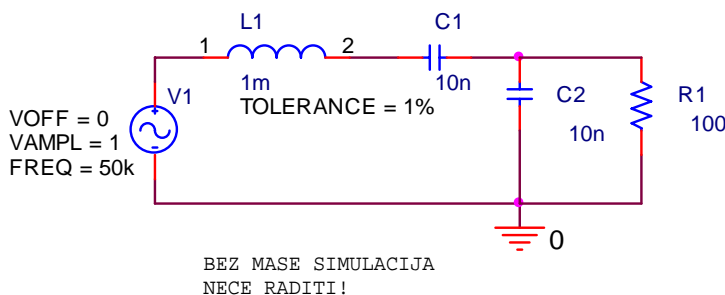 L1
C1
1
2
1m
10n
V1
TOLERANCE = 1%
C2
R1
VOFF = 0
VAMPL = 1
FREQ = 50k
10n
100
0
BEZ MASE SIMULACIJA
NECE RADITI!